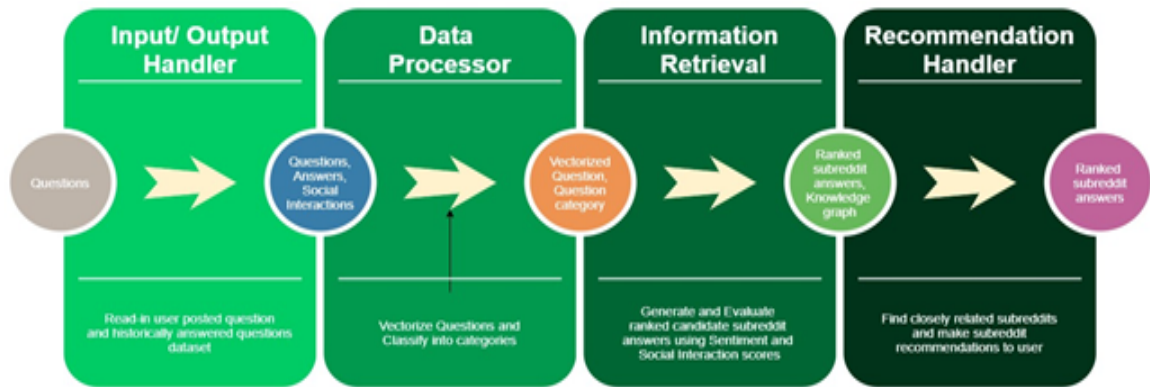 Input/ Output
Handler
Data
Processor
Information
Retrieval
Recommendation
Handler
Questions
Questions,
Answers,
Social
Interactions
Vectorized
Question,
Question
category
Ranked
subreddit
answers,
Knowledge
graph
Ranked
subreddit
answers
Read-in user posted question
and historically answered questions
dataset
Vectorize Questions and
Classify into categories
Generate and Evaluate
ranked candidate subreddit
answers using Sentiment and
Social Interaction scores
Find closely related subreddits
and make subreddit
recommendations to user